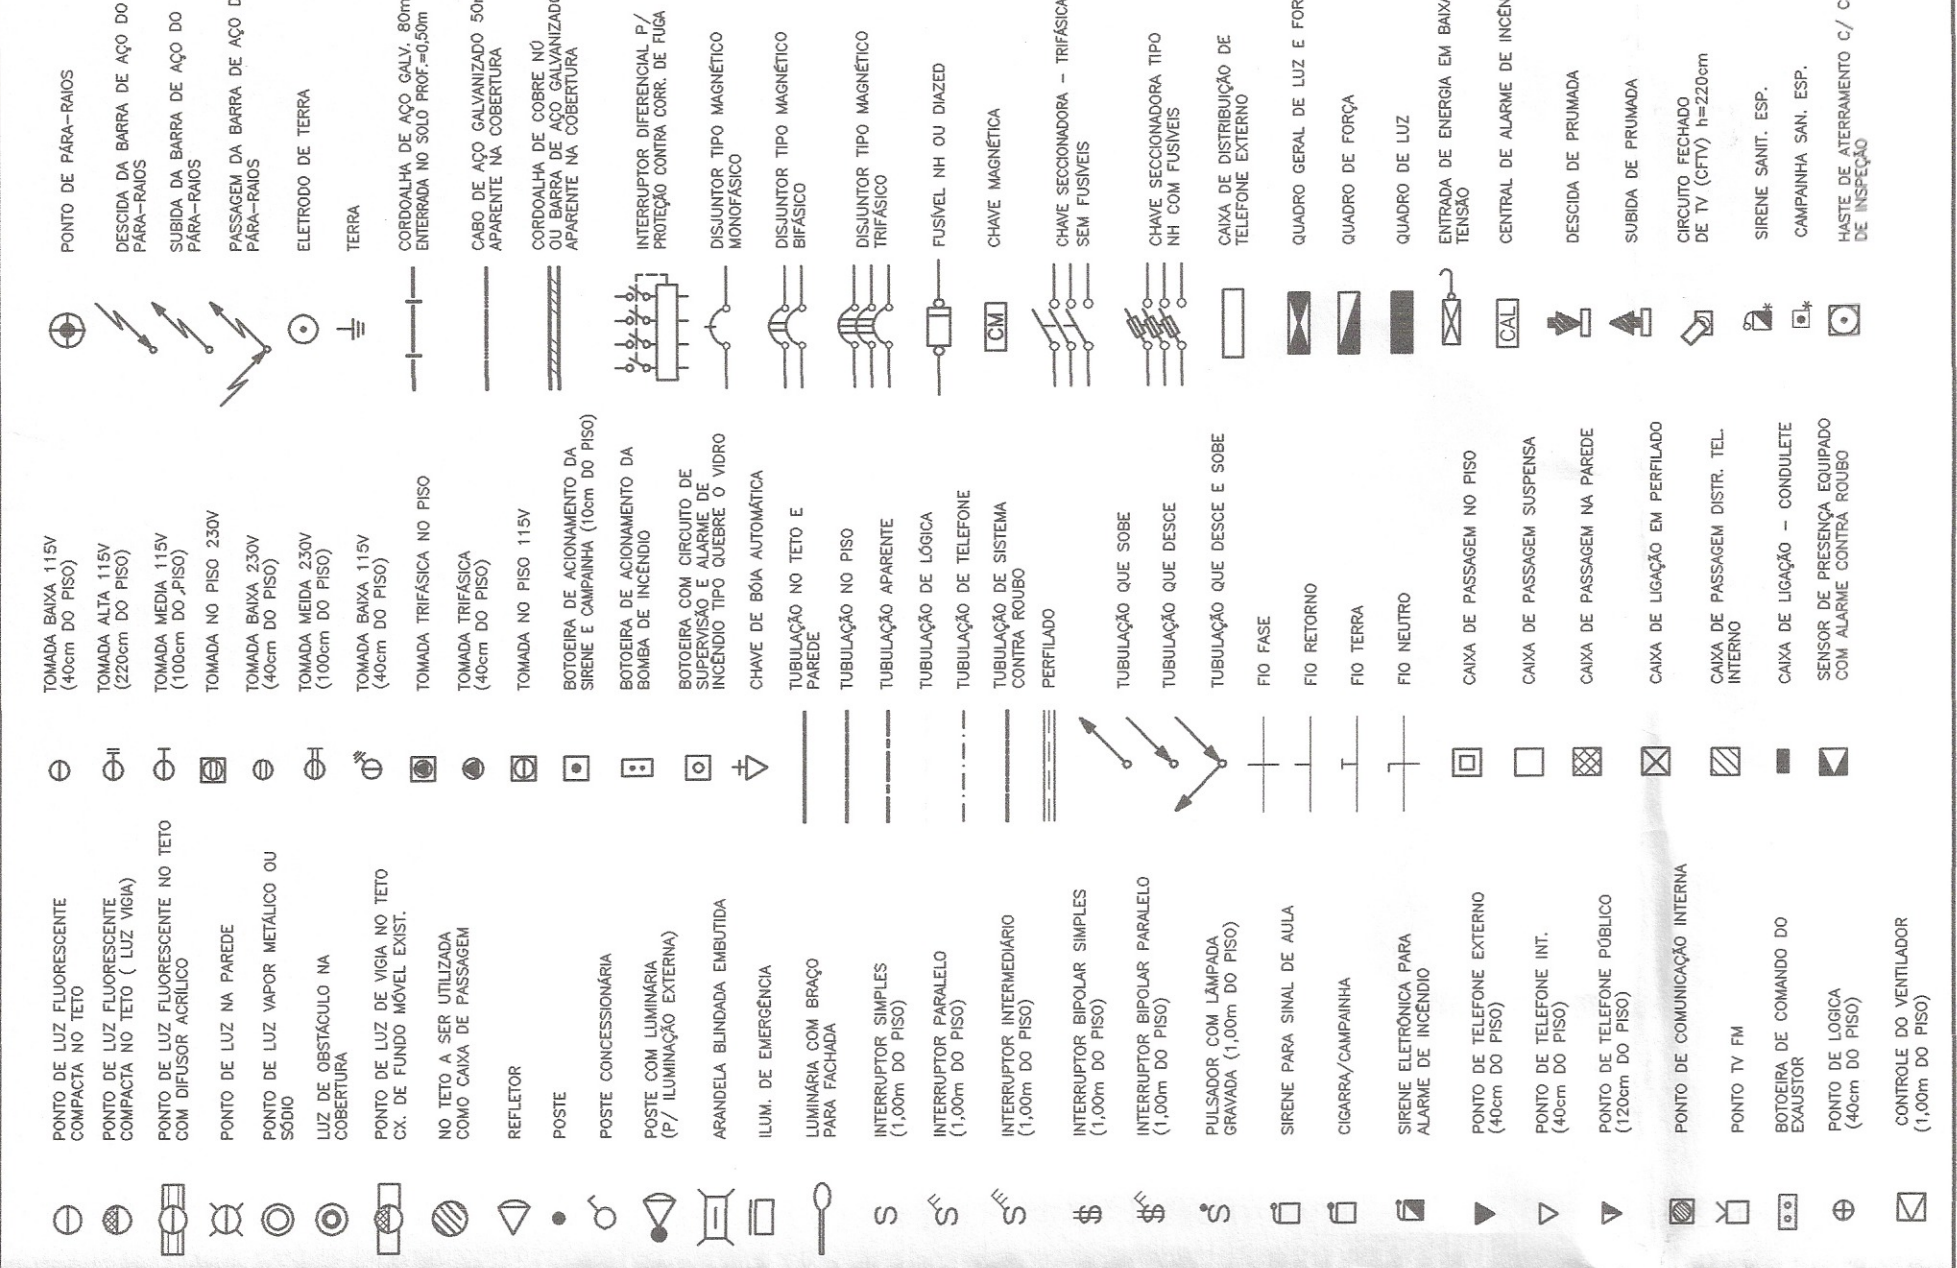 PONTO DE LUZ FLUORESCENTE
COMPACTA NO TETO
PONTO DE LUZ FLUORESCENTE
COMPACTA NO TETO ( LUZ VIGIA)
PONTO DE LUZ FLUORESCENTE NO TETO
COM DIFUSOR ACRÍLICO
PONTO DE LUZ NA PAREDE
PONTO DE LUZ VAPOR METÁLICO OU
SÓDIO
LUZ DE OBSTÁCULO NA
COBERTURA
PONTO DE LUZ DE VIGIA NO TETO
CX. DE FUNDO MÓVEL EXIST.
NO TETO A SER UTILIZADA
COMO CAIXA DE PASSAGEM
REFLETOR
POSTE
POSTE CONCESSIONÁRIA
POSTE COM LUMINÁRIA
(P/ ILUMINAÇÃO EXTERNA)
ARANDELA BLINDADA EMBUTIDA
ILUM. DE EMERGÊNCIA
LUMINÁRIA COM BRAÇO
PARA FACHADA
S INTERRUPTOR SIMPLES
(1,00m DO PISO)
S INTERRUPTOR PARALELO
(1,00m DO PISO)
S INTERRUPTOR INTERMEDIÁRIO
(1,00m DO PISO)
S INTERRUPTOR BIPOLAR SIMPLES
(1,00m DO PISO)
S INTERRUPTOR BIPOLAR PARALELO
(1,00m DO PISO)
S PULSADOR COM LÂMPADA
GRAVADA (1,00m DO PISO)
SIRENE PARA SINAL DE AULA
CIGARRA/CAMPAINHA
SIRENE ELETRÔNICA PARA
ALARME DE INCÊNDIO
PONTO DE TELEFONE EXTERNO
(40cm DO PISO)
PONTO DE TELEFONE INT.
(40cm DO PISO)
PONTO DE TELEFONE PÚBLICO
(120cm DO PISO)
PONTO DE COMUNICAÇÃO INTERNA
PONTO TV FM
BOTOEIRA DE COMANDO DO
EXAUSTOR
PONTO DE LOGICA
(40cm DO PISO)
CONTROLE DO VENTILADOR
(1,00m DO PISO)
TOMADA BAIXA 115V
(40cm DO PISO)
TOMADA ALTA 115V
(220cm DO PISO)
TOMADA MEDIA 115V
(100cm DO ,PISO)
TOMADA NO PISO 230V
TOMADA BAIXA 230V
(40cm DO PISO)
TOMADA MEIDA 230V
(100cm DO PISO)
TOMADA BAIXA 115V
(40cm DO PISO)
TOMADA TRIFÁSICA NO PISO
TOMADA TRIFÁSICA
(40cm DO PISO)
TOMADA NO PISO 115V
BOTOEIRA DE ACIONAMENTO DA
SIRENE E CAMPAINHA (10cm DO PISO)
BOTOEIRA DE ACIONAMENTO DA
BOMBA DE INCÊNDIO
BOTOEIRA COM CIRCUITO DE
SUPERVISÃO E ALARME DE
INCÊNDIO TIPO QUEBRE O VIDRO
CHAVE DE BÓIA AUTOMÁTICA
TUBULAÇÃO NO TETO E
PAREDE
TUBULAÇÃO NO PISO
TUBULAÇÃO APARENTE
TUBULAÇÃO DE LÓGICA
TUBULAÇÃO DE TELEFONE
TUBULAÇÃO DE SISTEMA
CONTRA ROUBO
PERFILADO
TUBULAÇÃO QUE SOBE
TUBULAÇÃO QUE DESCE
TUBULAÇÃO QUE DESCE E SOBE
FIO FASE
FIO RETORNO
FIO TERRA
FIO NEUTRO
CAIXA DE PASSAGEM NO PISO
CAIXA DE PASSAGEM SUSPENSA
CAIXA DE PASSAGEM NA PAREDE
CAIXA DE LIGAÇÃO EM PERFILADO
CAIXA DE PASSAGEM DISTR. TEL.
INTERNO
CAIXA DE LIGAÇÃO – CONDULETE
SENSOR DE PRESENÇA EQUIPADO
COM ALARME CONTRA ROUBO
PONTO DE PÁRA–RAIOS
DESCIDA DA BARRA DE AÇO DO
PÁRA–RAIOS
SUBIDA DA BARRA DE AÇO DO
PÁRA–RAIOS
PASSAGEM DA BARRA DE AÇO
PÁRA–RAIOS
ELETRODO DE TERRA
TERRA
CORDOALHA DE AÇO GALV. 80m
ENTERRADA NO SOLO PROF.=0,50m
CABO DE AÇO GALVANIZADO 50
APARENTE NA COBERTURA
CORDOALHA DE COBRE NÚ
OU BARRA DE AÇO GALVANIZADO
APARENTE NA COBERTURA
INTERRUPTOR DIFERENCIAL P/
PROTEÇÃO CONTRA CORR. DE FUGA
DISJUNTOR TIPO MAGNÉTICO
MONOFÁSICO
DISJUNTOR TIPO MAGNÉTICO
BIFÁSICO
DISJUNTOR TIPO MAGNÉTICO
TRIFÁSICO
FUSÍVEL NH OU DIAZED
CM CHAVE MAGNÉTICA
CHAVE SECCIONADORA – TRIFÁSICA
SEM FUSÍVEIS
CHAVE SECCIONADORA TIPO
NH COM FUSÍVEIS
CAIXA DE DISTRIBUIÇÃO DE
TELEFONE EXTERNO
QUADRO GERAL DE LUZ E FOR
QUADRO DE FORÇA
QUADRO DE LUZ
ENTRADA DE ENERGIA EM BAIXA
TENSÃO
CAL CENTRAL DE ALARME DE INCÊN
DESCIDA DE PRUMADA
SUBIDA DE PRUMADA
CIRCUITO FECHADO
DE TV (CFTV) h=220cm
* SIRENE SANIT. ESP.
* CAMPAINHA SAN. ESP.
HASTE DE ATERRAMENTO C/
DE INSPEÇÃO